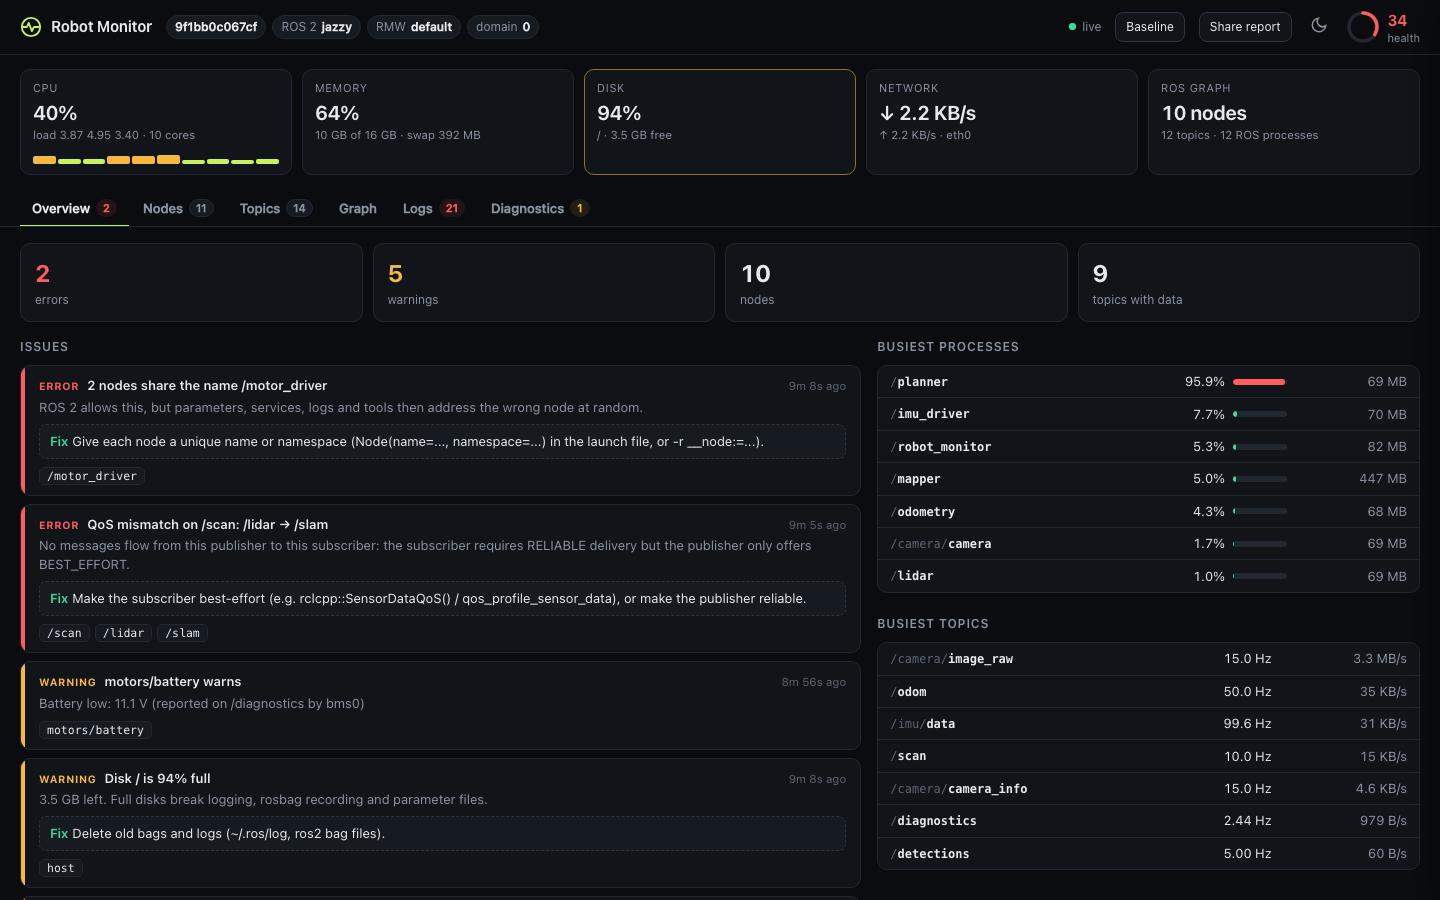 Robot Monitor 9f1bb0c067cf ROS 2 jazzy RMW default domain 0 live Baseline Share report 34 health
CPU
40%
load 3.87 4.95 3.40 · 10 cores
MEMORY
64%
10 GB of 16 GB · swap 392 MB
DISK
94%
/ · 3.5 GB free
NETWORK
↓ 2.2 KB/s
↑ 2.2 KB/s · eth0
ROS GRAPH
10 nodes
12 topics · 12 ROS processes
Overview 2 Nodes 11 Topics 14 Graph Logs 21 Diagnostics 1
2
errors
5
warnings
10
nodes
9
topics with data
ISSUES
ERROR 2 nodes share the name /motor_driver 9m 8s ago
ROS 2 allows this, but parameters, services, logs and tools then address the wrong node at random.
Fix Give each node a unique name or namespace (Node(name=..., namespace=...) in the launch file, or -r __node:=...).
/motor_driver
ERROR QoS mismatch on /scan: /lidar → /slam 9m 5s ago
No messages flow from this publisher to this subscriber: the subscriber requires RELIABLE delivery but the publisher only offers
BEST_EFFORT.
Fix Make the subscriber best-effort (e.g. rclcpp::SensorDataQoS() / qos_profile_sensor_data), or make the publisher reliable.
/scan /lidar /slam
WARNING motors/battery warns 8m 56s ago
Battery low: 11.1 V (reported on /diagnostics by bms0)
motors/battery
WARNING Disk / is 94% full 9m 8s ago
3.5 GB left. Full disks break logging, rosbag recording and parameter files.
Fix Delete old bags and logs (~/.ros/log, ros2 bag files).
host
BUSIEST PROCESSES
/planner 95.9% 69 MB
/imu_driver 7.7% 70 MB
/robot_monitor 5.3% 82 MB
/mapper 5.0% 447 MB
/odometry 4.3% 68 MB
/camera/camera 1.7% 69 MB
/lidar 1.0% 69 MB
BUSIEST TOPICS
/camera/image_raw 15.0 Hz 3.3 MB/s
/odom 50.0 Hz 35 KB/s
/imu/data 99.6 Hz 31 KB/s
/scan 10.0 Hz 15 KB/s
/camera/camera_info 15.0 Hz 4.6 KB/s
/diagnostics 2.44 Hz 979 B/s
/detections 5.00 Hz 60 B/s